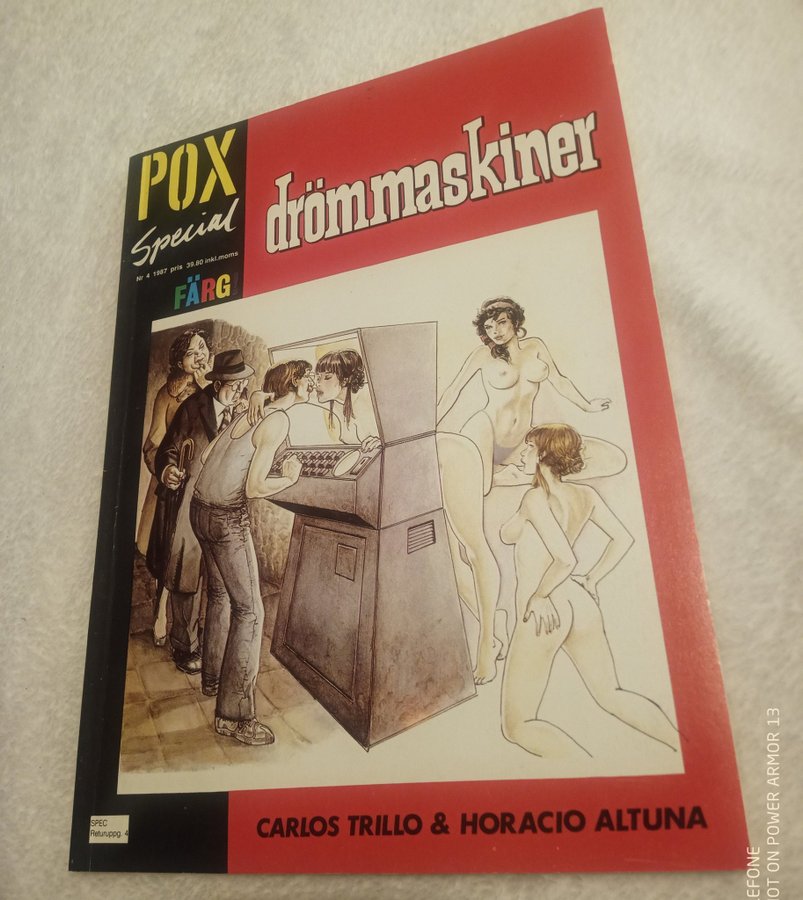 POX
Special
Nr 4 1987 pris 39.80 inkl.moms
FÄRG
drömmaskiner
SPEC
Returuppg. 4
CARLOS TRILLO & HORACIO ALTUNA
EFONE
OT ON POWER ARMOR 13